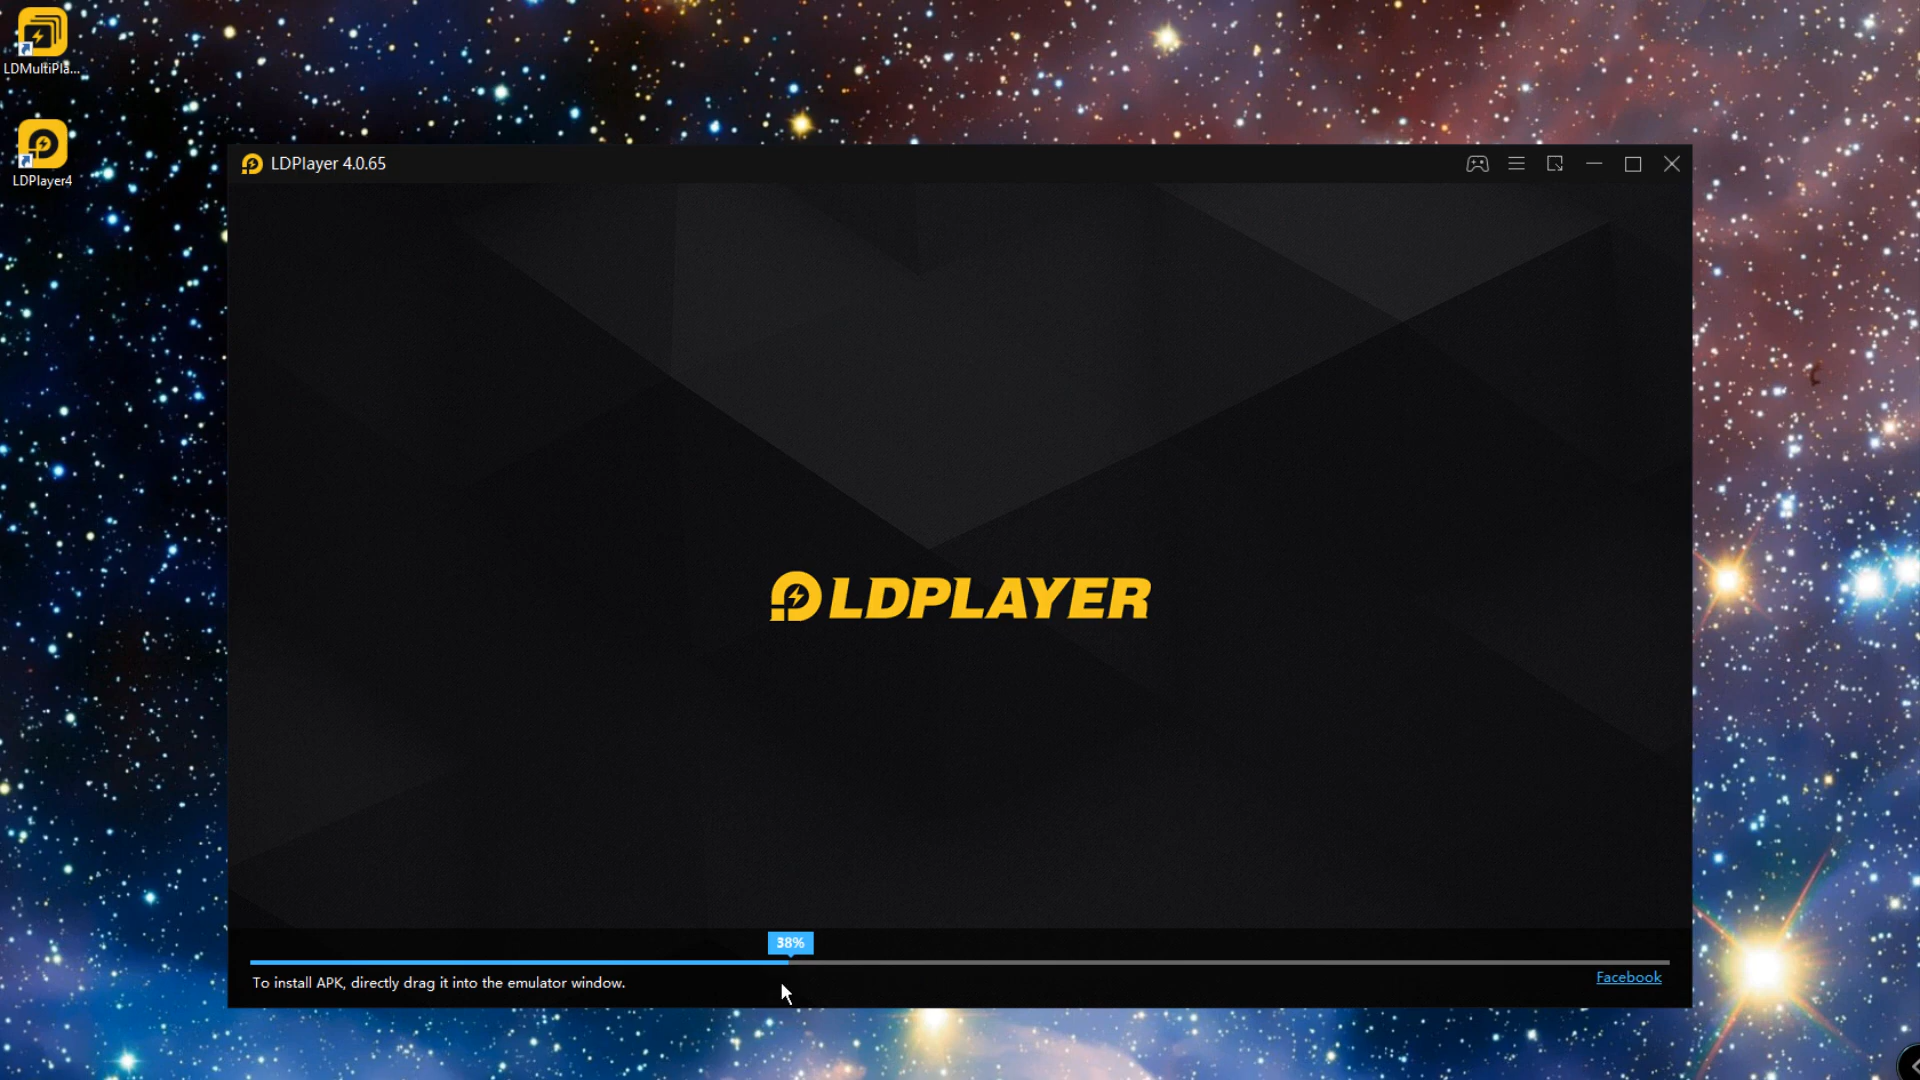 LDMultiPla...
LDPlayer4
LDPlayer 4.0.65
LDPLAYER
38%
To install APK, directly drag it into the emulator window.
Facebook